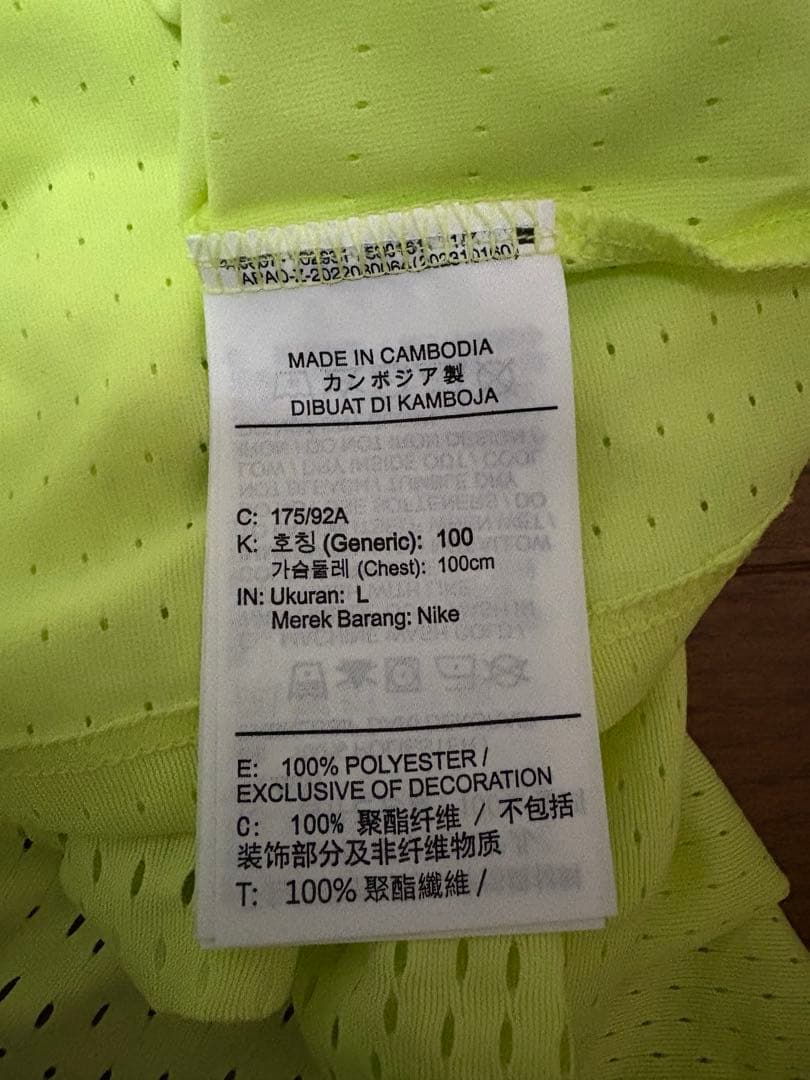 MADE IN CAMBODIA
カンボジア製
DIBUAT DI KAMBOJA
C: 175/92A
K: 호칭 (Generic): 100
가슴둘레 (Chest): 100cm
IN: Ukuran: L
Merek Barang: Nike
E: 100% POLYESTER /
EXCLUSIVE OF DECORATION
C: 100% 聚酯纤维 / 不包括
装饰部分及非纤维物质
T: 100% 聚酯纖維 /